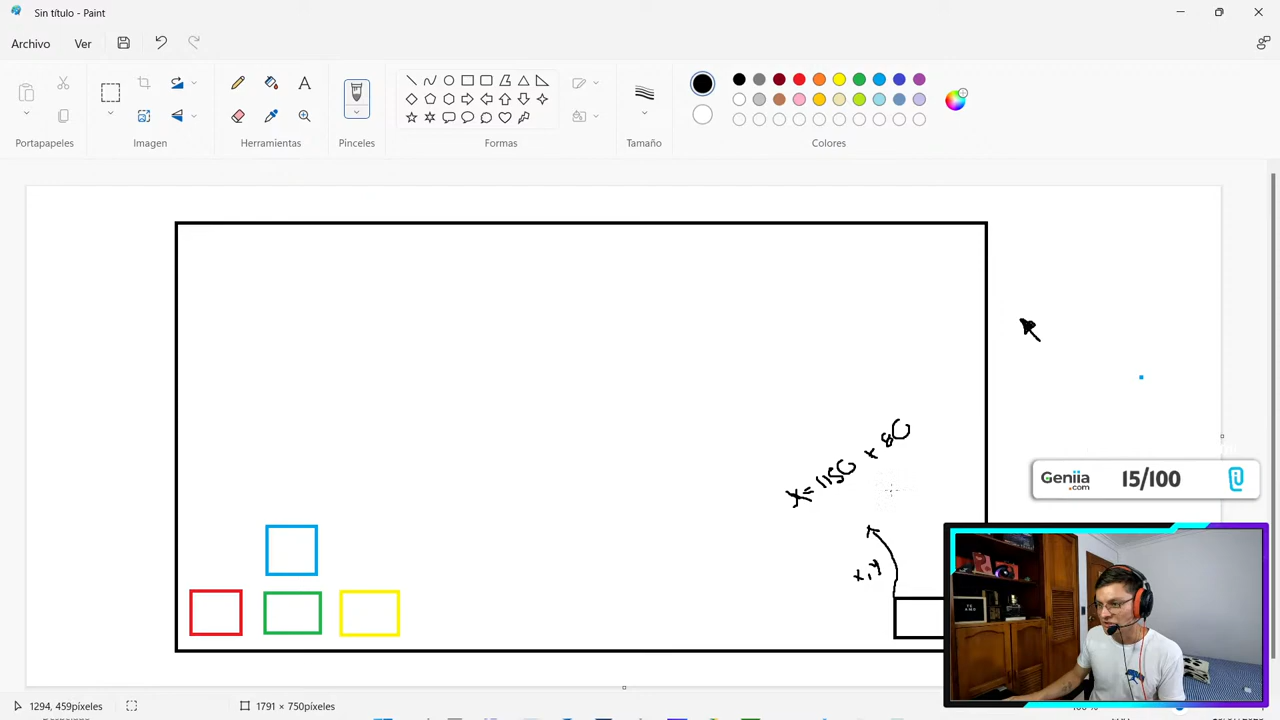 Sin título - Paint
Archivo Ver
Portapapeles Imagen Herramientas Pinceles Formas Tamaño Colores
x=1150 x 80
x,y
Geniia.com 15/100
1294, 459píxeles 1791 × 750píxeles